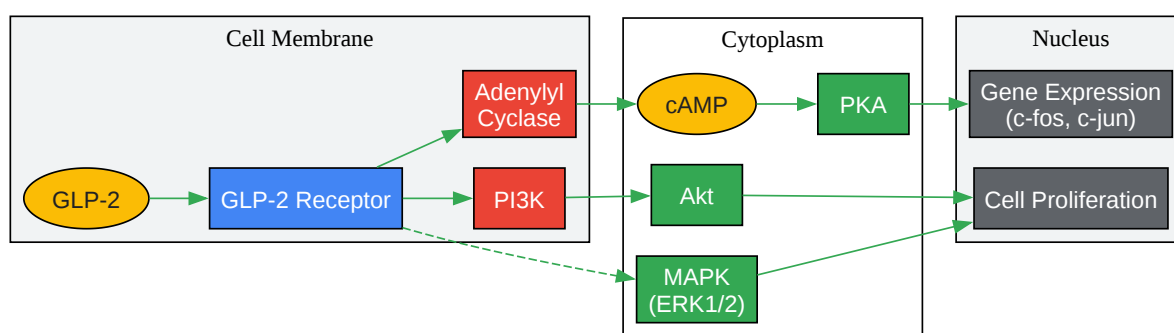 Cell Membrane
Cytoplasm
Nucleus
Adenylyl
Cyclase
cAMP
PKA
Gene Expression
(c-fos, c-jun)
GLP-2
GLP-2 Receptor
PI3K
Akt
Cell Proliferation
MAPK
(ERK1/2)